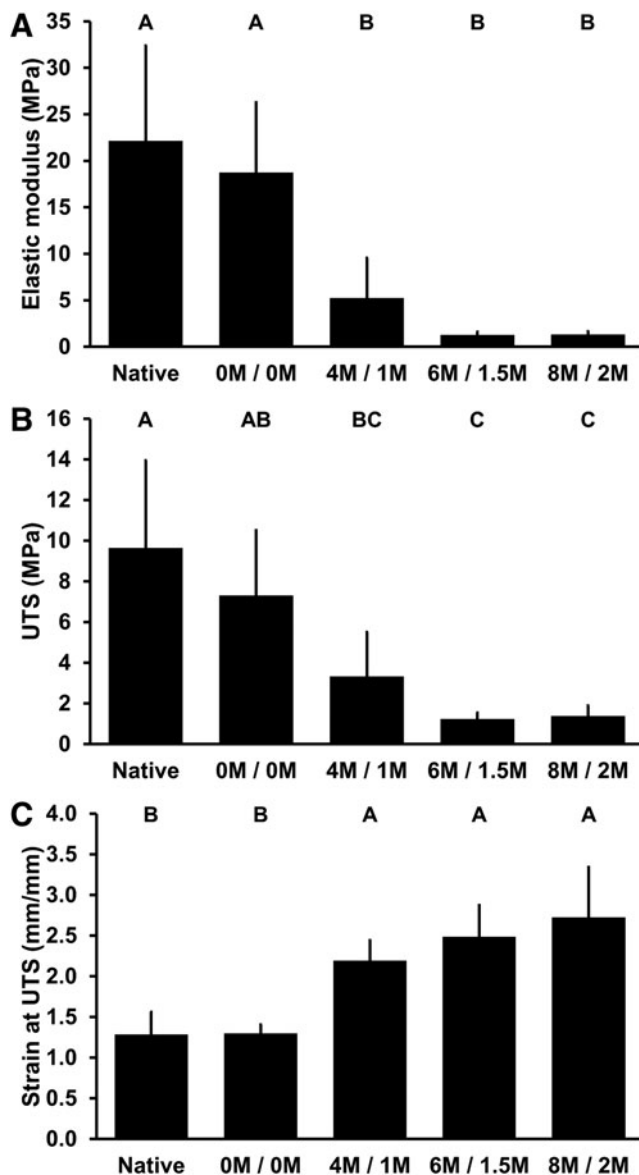 A
A A B B B
Elastic modulus (MPa)
35
30
25
20
15
10
5
0
Native 0M / 0M 4M / 1M 6M / 1.5M 8M / 2M
B
A AB BC C C
UTS (MPa)
16
14
12
10
8
6
4
2
0
Native 0M / 0M 4M / 1M 6M / 1.5M 8M / 2M
C
B B A A A
Strain at UTS (mm/mm)
4.0
3.5
3.0
2.5
2.0
1.5
1.0
0.5
0.0
Native 0M / 0M 4M / 1M 6M / 1.5M 8M / 2M